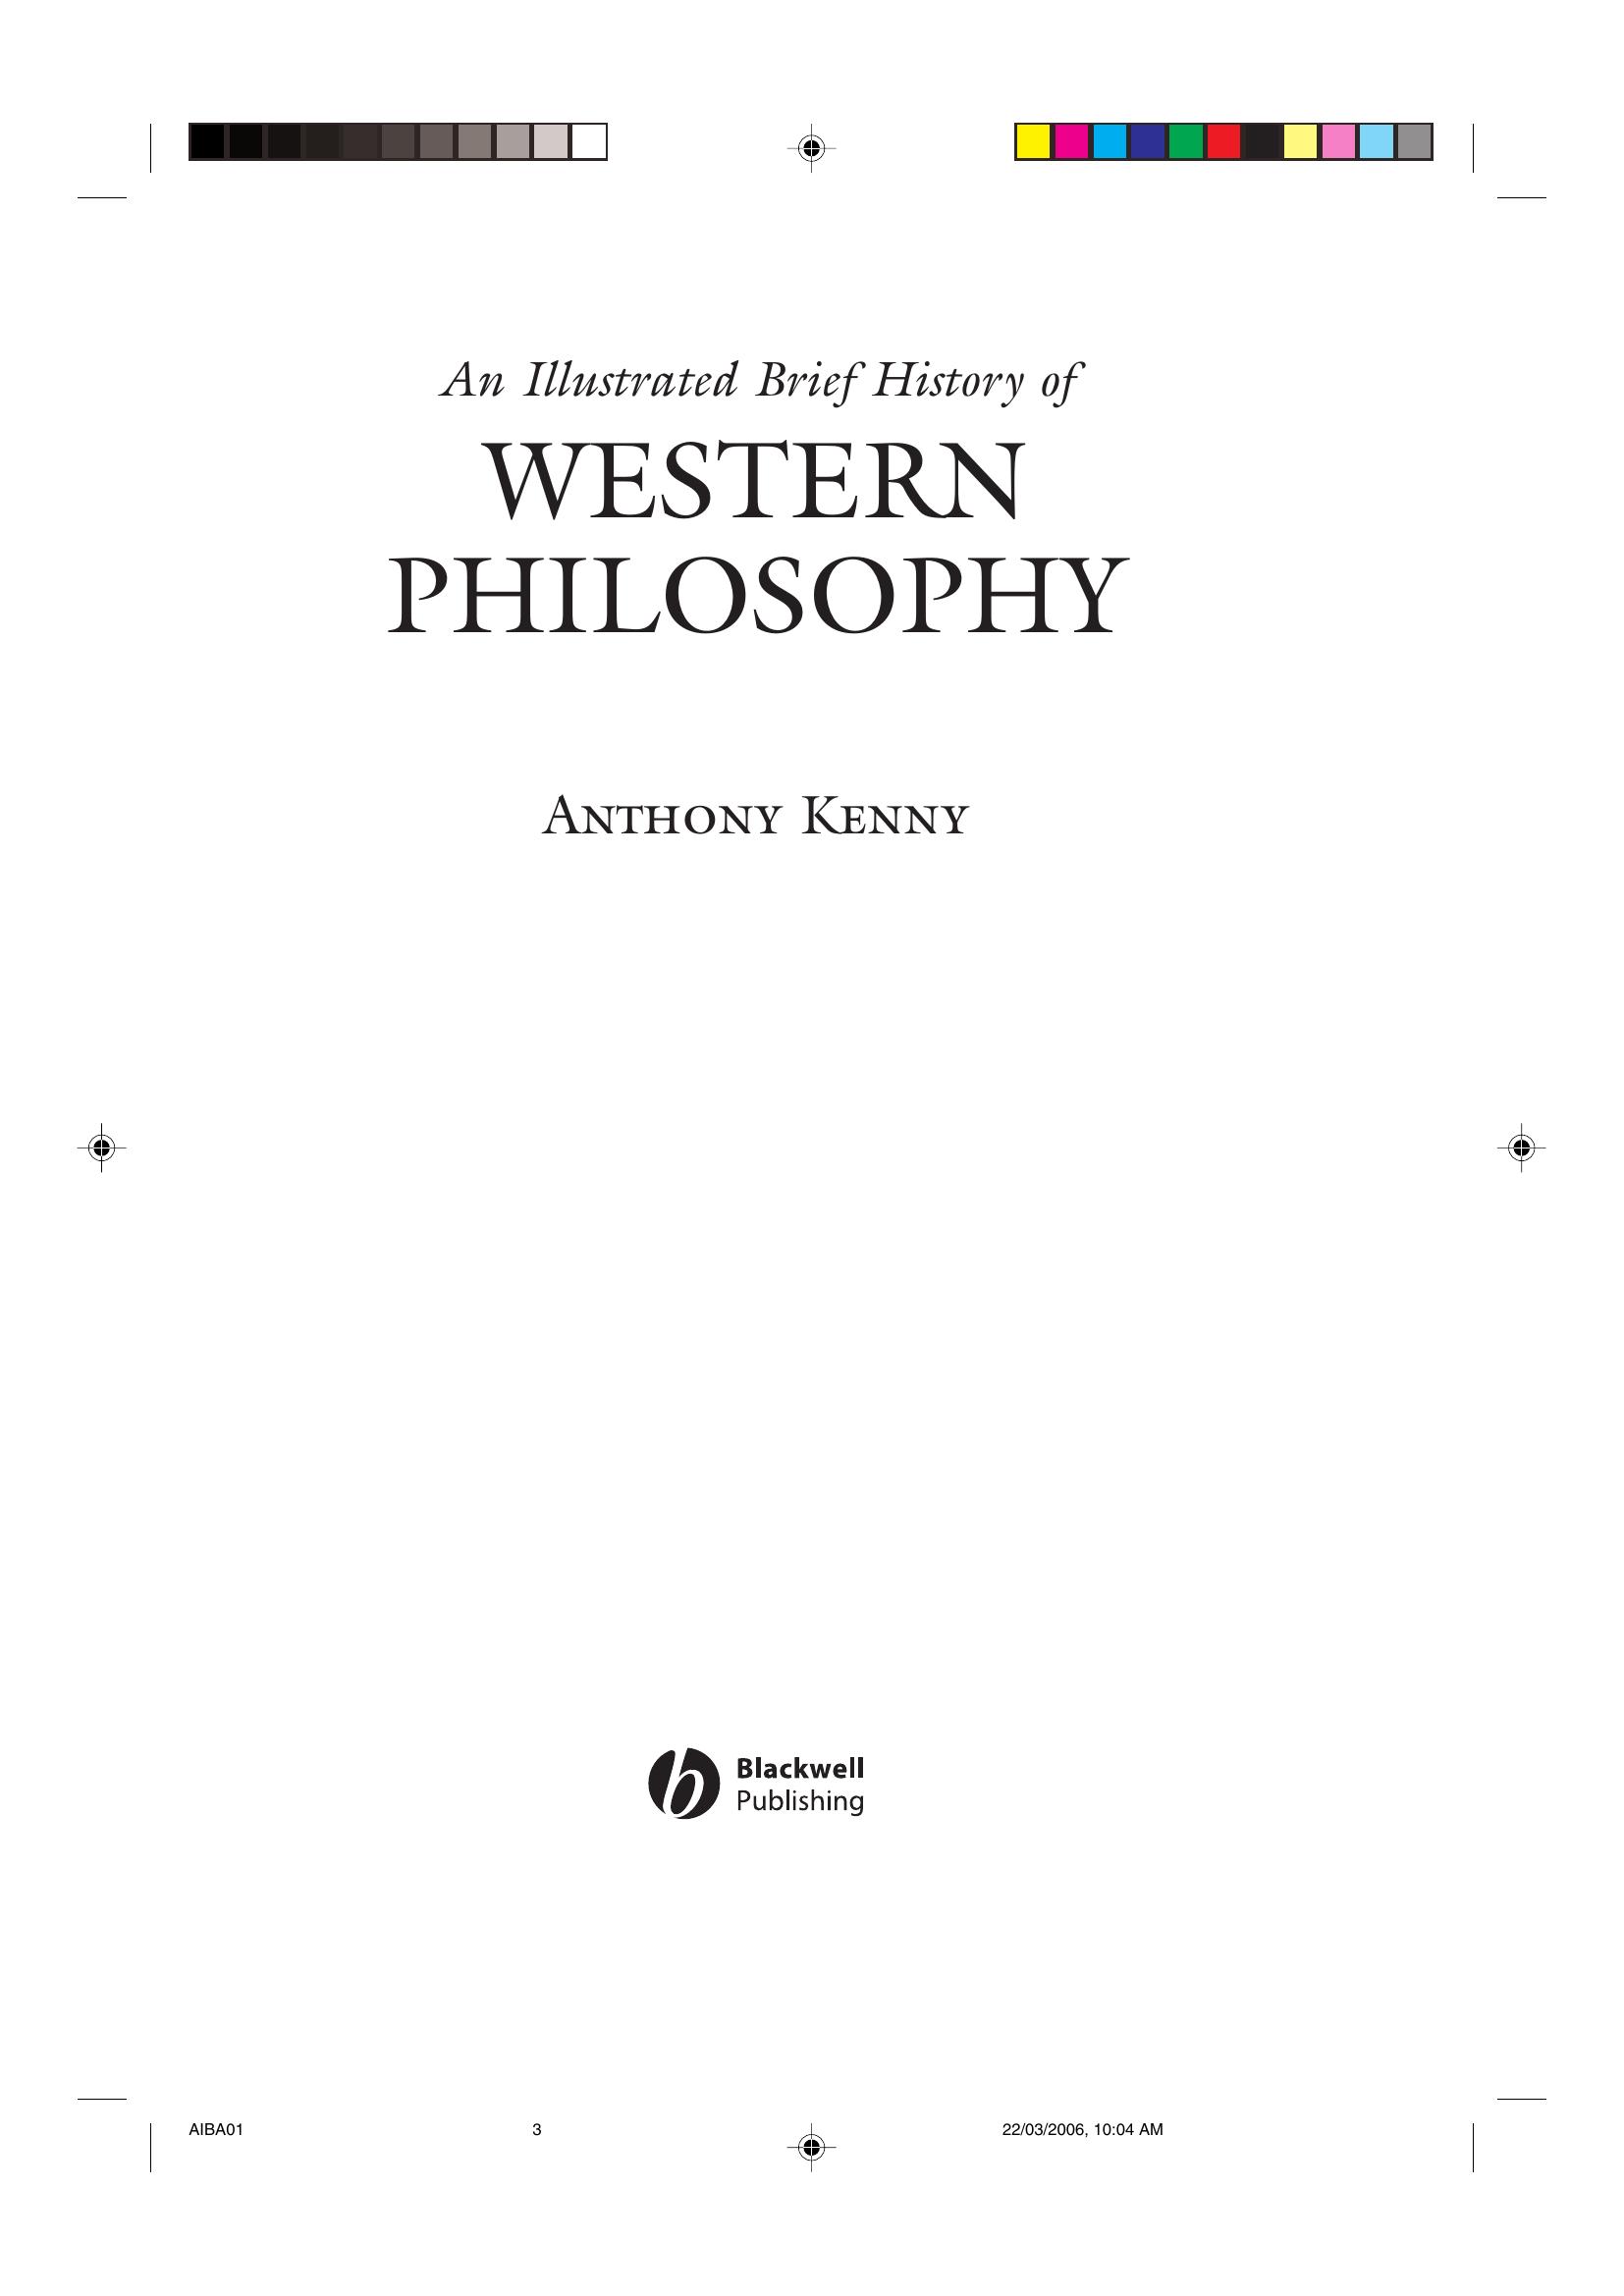 An Illustrated Brief History of
WESTERN
PHILOSOPHY
Anthony Kenny
Blackwell
Publishing
AIBA01 3 22/03/2006, 10:04 AM